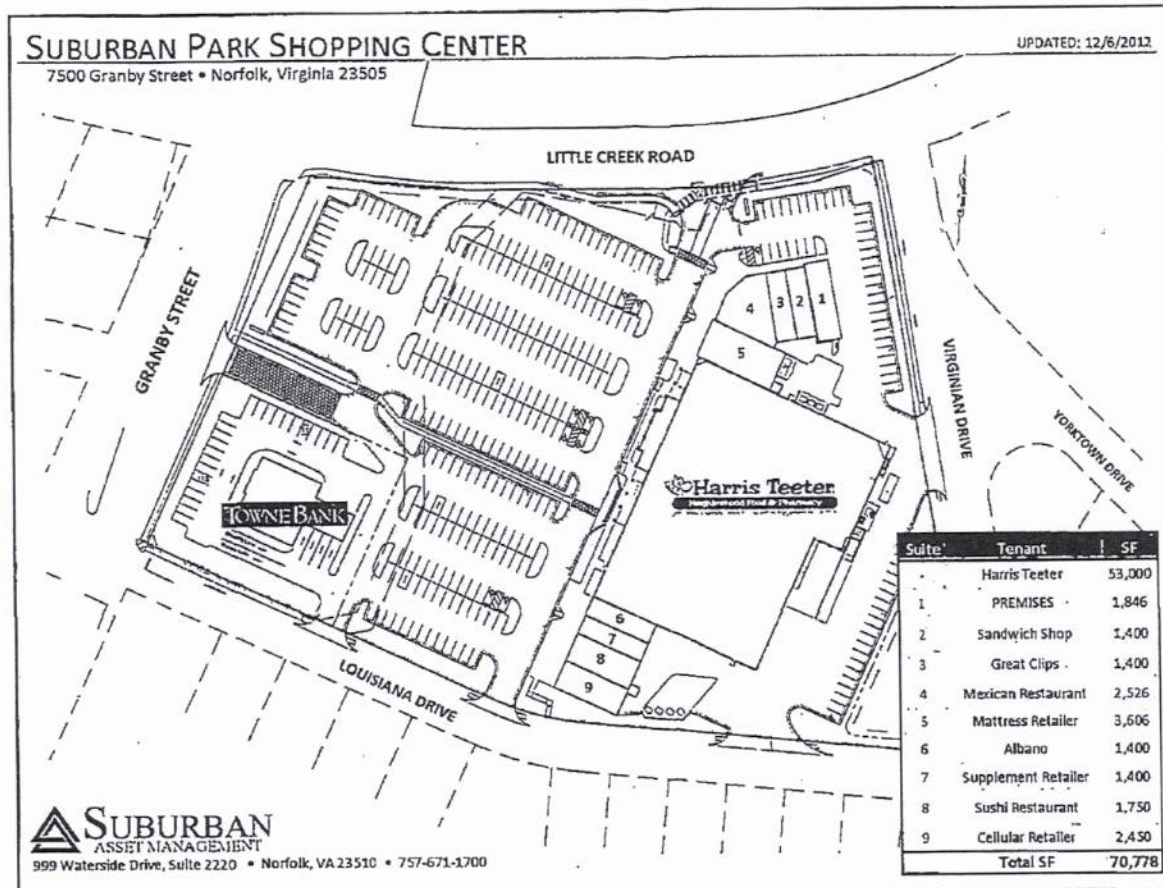 SUBURBAN PARK SHOPPING CENTER
UPDATED: 12/6/2012
7500 Granby Street • Norfolk, Virginia 23505
LITTLE CREEK ROAD
GRANBY STREET
VIRGINIAN DRIVE
YORKTOWN DRIVE
4 3 2 1
5
Harris Teeter
Neighborhood Food & Pharmacy
TOWNEBANK
6
7
8
9
LOUISIANA DRIVE
Suite Tenant SF
- Harris Teeter 53,000
1 PREMISES 1,846
2 Sandwich Shop 1,400
3 Great Clips 1,400
4 Mexican Restaurant 2,526
5 Mattress Retailer 3,606
6 Albano 1,400
7 Supplement Retailer 1,400
8 Sushi Restaurant 1,750
9 Cellular Retailer 2,450
Total SF 70,778
SUBURBAN
ASSET MANAGEMENT
999 Waterside Drive, Suite 2220 • Norfolk, VA 23510 • 757-671-1700